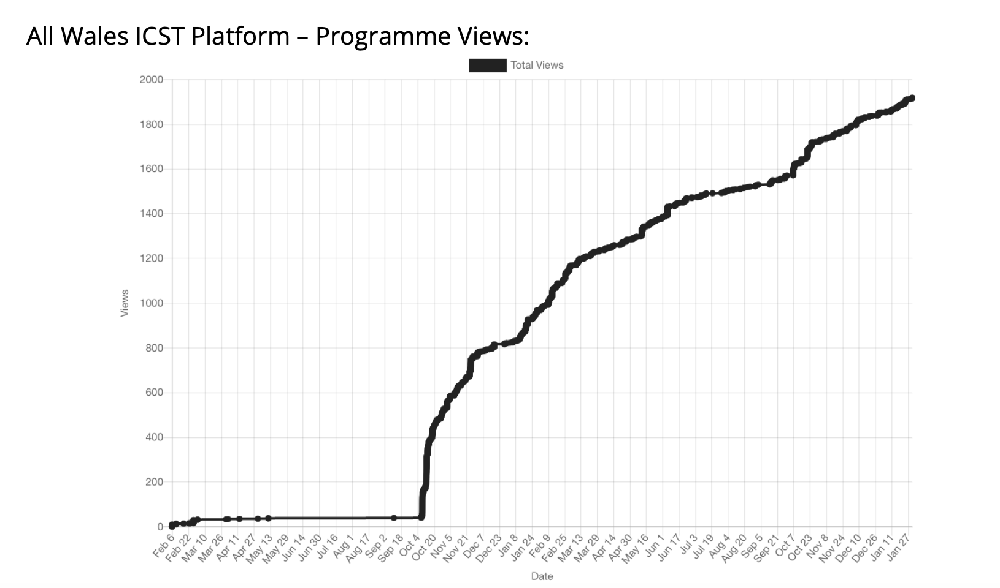 All Wales ICST Platform – Programme Views:
Total Views
2000
1800
1600
1400
1200
1000
800
600
400
200
0
Views
Feb 6
Feb 22
Mar 10
Mar 26
Apr 11
Apr 27
May 13
May 29
Jun 14
Jun 30
Jul 16
Aug 1
Aug 17
Sep 2
Sep 18
Oct 4
Oct 20
Nov 5
Nov 21
Dec 7
Dec 23
Jan 8
Jan 24
Feb 9
Feb 25
Mar 13
Mar 29
Apr 14
Apr 30
May 16
Jun 1
Jun 17
Jul 3
Jul 19
Aug 4
Aug 20
Sep 5
Sep 21
Oct 7
Oct 23
Nov 8
Nov 24
Dec 10
Dec 26
Jan 11
Jan 27
Date